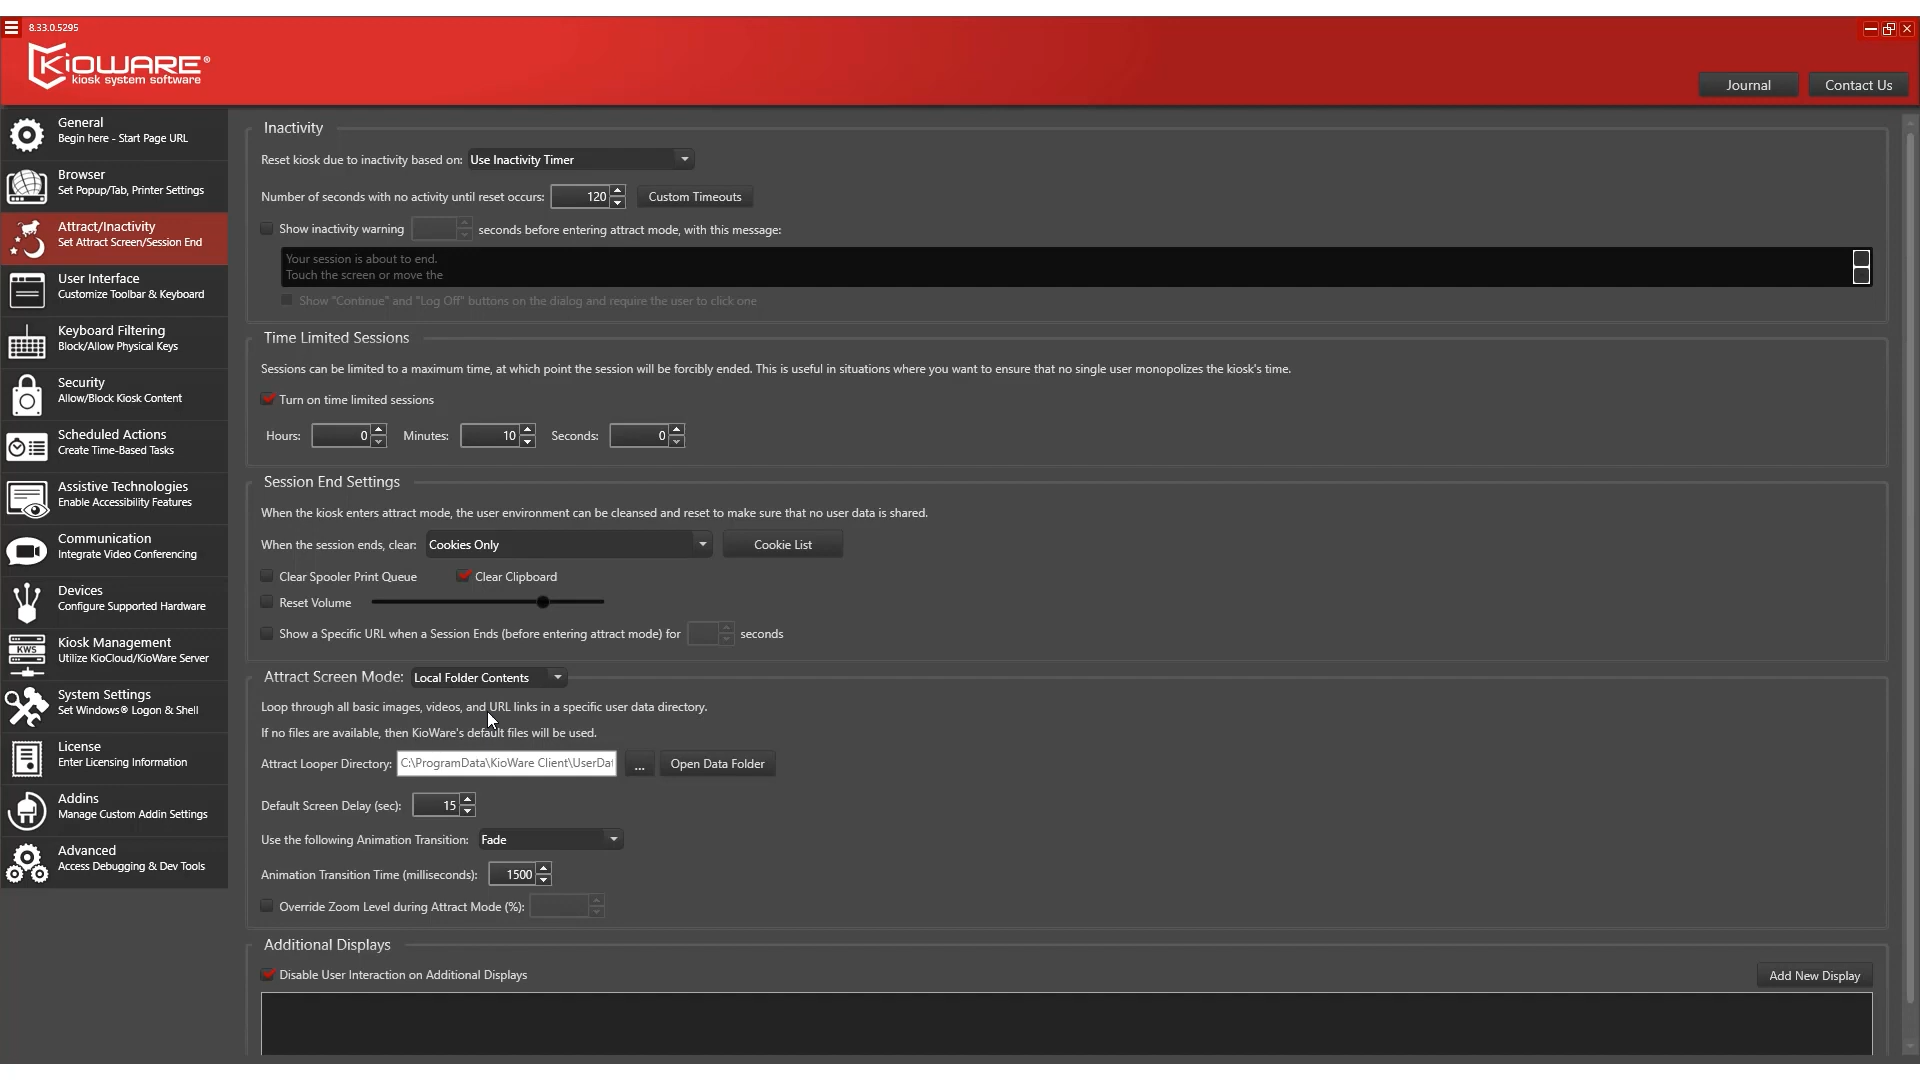 8.33.0.5295
KIOWARE®
kiosk system software
Journal
Contact Us
General
Begin here - Start Page URL
Browser
Set Popup/Tab, Printer Settings
Attract/Inactivity
Set Attract Screen/Session End
User Interface
Customize Toolbar & Keyboard
Keyboard Filtering
Block/Allow Physical Keys
Security
Allow/Block Kiosk Content
Scheduled Actions
Create Time-Based Tasks
Assistive Technologies
Enable Accessibility Features
Communication
Integrate Video Conferencing
Devices
Configure Supported Hardware
KWS
Kiosk Management
Utilize KioCloud/KioWare Server
System Settings
Set Windows® Logon & Shell
License
Enter Licensing Information
Addins
Manage Custom Addin Settings
Advanced
Access Debugging & Dev Tools
Inactivity
Reset kiosk due to inactivity based on: Use Inactivity Timer
Number of seconds with no activity until reset occurs: 120 Custom Timeouts
Show inactivity warning seconds before entering attract mode, with this message:
Your session is about to end.
Touch the screen or move the
Show "Continue" and "Log Off" buttons on the dialog and require the user to click one
Time Limited Sessions
Sessions can be limited to a maximum time, at which point the session will be forcibly ended. This is useful in situations where you want to ensure that no single user monopolizes the kiosk's time.
Turn on time limited sessions
Hours: 0 Minutes: 10 Seconds: 0
Session End Settings
When the kiosk enters attract mode, the user environment can be cleansed and reset to make sure that no user data is shared.
When the session ends, clear: Cookies Only Cookie List
Clear Spooler Print Queue Clear Clipboard
Reset Volume
Show a Specific URL when a Session Ends (before entering attract mode) for seconds
Attract Screen Mode: Local Folder Contents
Loop through all basic images, videos, and URL links in a specific user data directory.
If no files are available, then KioWare's default files will be used.
Attract Looper Directory: C:\ProgramData\KioWare Client\UserDat ... Open Data Folder
Default Screen Delay (sec): 15
Use the following Animation Transition: Fade
Animation Transition Time (milliseconds): 1500
Override Zoom Level during Attract Mode (%):
Additional Displays
Disable User Interaction on Additional Displays
Add New Display